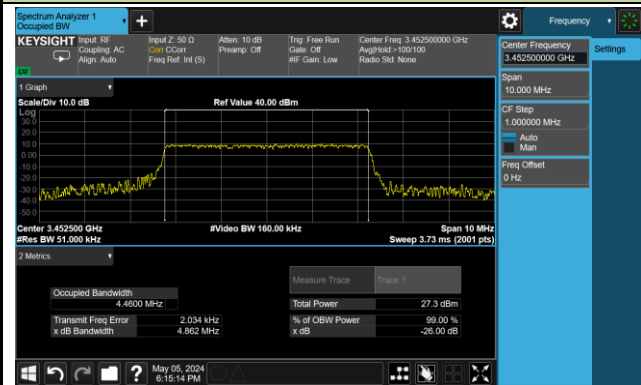 Spectrum Analyzer 1
Occupied BW
Frequency
KEYSIGHT
Input: RF
Coupling: AC
Align: Auto
Input Z: 50 Ω
Corr CCorr
Freq Ref: Int (S)
Atten: 10 dB
Preamp: Off
Trig: Free Run
Gate: Off
#IF Gain: Low
Center Freq: 3.452500000 GHz
Avg|Hold:>100/100
Radio Std: None
Center Frequency
3.452500000 GHz
Settings
Span
10.000 MHz
CF Step
1.000000 MHz
Auto
Man
Freq Offset
0 Hz
1 Graph
Scale/Div 10.0 dB
Ref Value 40.00 dBm
Log
30.0
20.0
10.0
0.00
-10.0
-20.0
-30.0
-40.0
-50.0
Center 3.452500 GHz
#Video BW 160.00 kHz
Span 10 MHz
#Res BW 51.000 kHz
Sweep 3.73 ms (2001 pts)
2 Metrics
Measure Trace
Trace 1
Occupied Bandwidth
4.4600 MHz
Total Power
27.3 dBm
Transmit Freq Error
2.034 kHz
% of OBW Power
99.00 %
x dB Bandwidth
4.862 MHz
x dB
-26.00 dB
?
May 05, 2024
6:15:14 PM